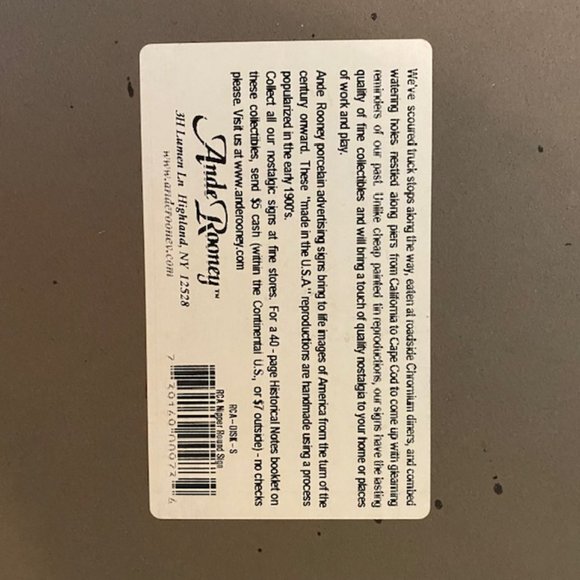 We've scoured truck stops along the way, eaten at roadside Chromium diners, and combed
watering holes nestled along piers from California to Cape Cod to come up with gleaming
reminders of our past. Unlike cheap painted tin reproductions, our signs have the lasting
quality of fine collectibles and will bring a touch of quality nostalgia to your home or places
of work and play.
Ande Rooney porcelain advertising signs bring to life images of America from the turn of the
century onward. These "made in the U.S.A" reproductions are handmade using a process
popularized in the early 1900's.
Collect all our nostalgic signs at fine stores. For a 40 -page Historical Notes booklet on
these collectibles, send $5 cash (within the Continental U.S., or $7 outside) - no checks
please. Visit us at www.anderooney.com
Ande Rooney™
311 Lumen Ln. Highland, NY 12528
www.anderooney.com
RCA-DISK-S
RCA Nipper Round Sign